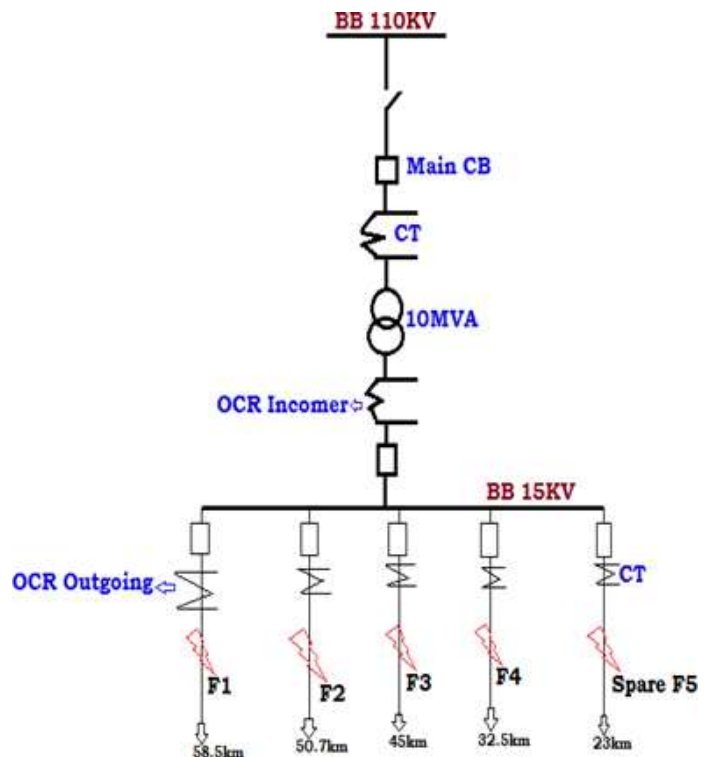 BB 110KV
Main CB
CT
10MVA
OCR Incomer
BB 15KV
OCR Outgoing
CT
F1
F2
F3
F4
Spare F5
58.5km
50.7km
45km
32.5km
23km